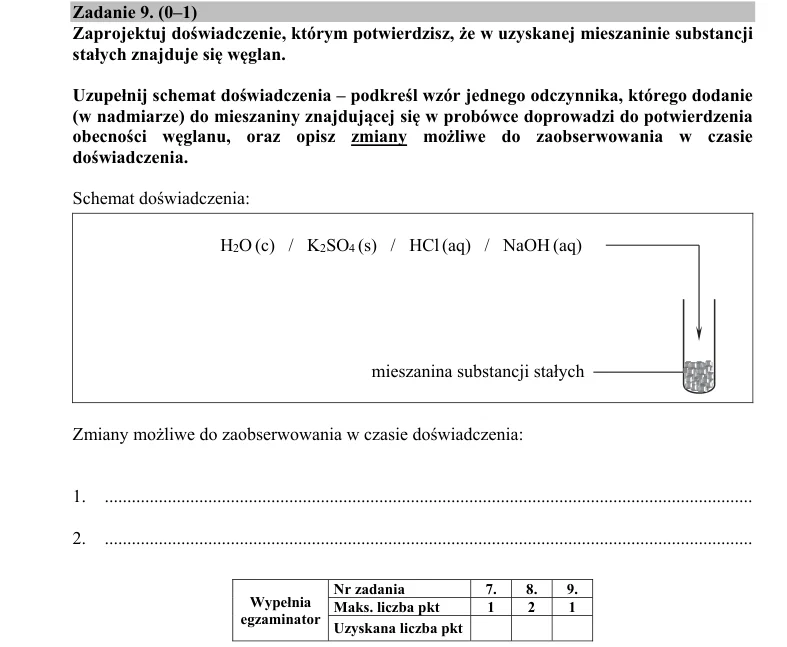 Zadanie 9. (0–1)
Zaprojektuj doświadczenie, którym potwierdzisz, że w uzyskanej mieszaninie substancji
stałych znajduje się węglan.
Uzupełnij schemat doświadczenia – podkreśl wzór jednego odczynnika, którego dodanie
(w nadmiarze) do mieszaniny znajdującej się w probówce doprowadzi do potwierdzenia
obecności węglanu, oraz opisz zmiany możliwe do zaobserwowania w czasie
doświadczenia.
Schemat doświadczenia:
H2O (c) / K2SO4 (s) / HCl (aq) / NaOH (aq)
mieszanina substancji stałych
Zmiany możliwe do zaobserwowania w czasie doświadczenia:
1. ................................................................................................................................................
2. ................................................................................................................................................
Wypełnia egzaminator
Nr zadania 7. 8. 9.
Maks. liczba pkt 1 2 1
Uzyskana liczba pkt